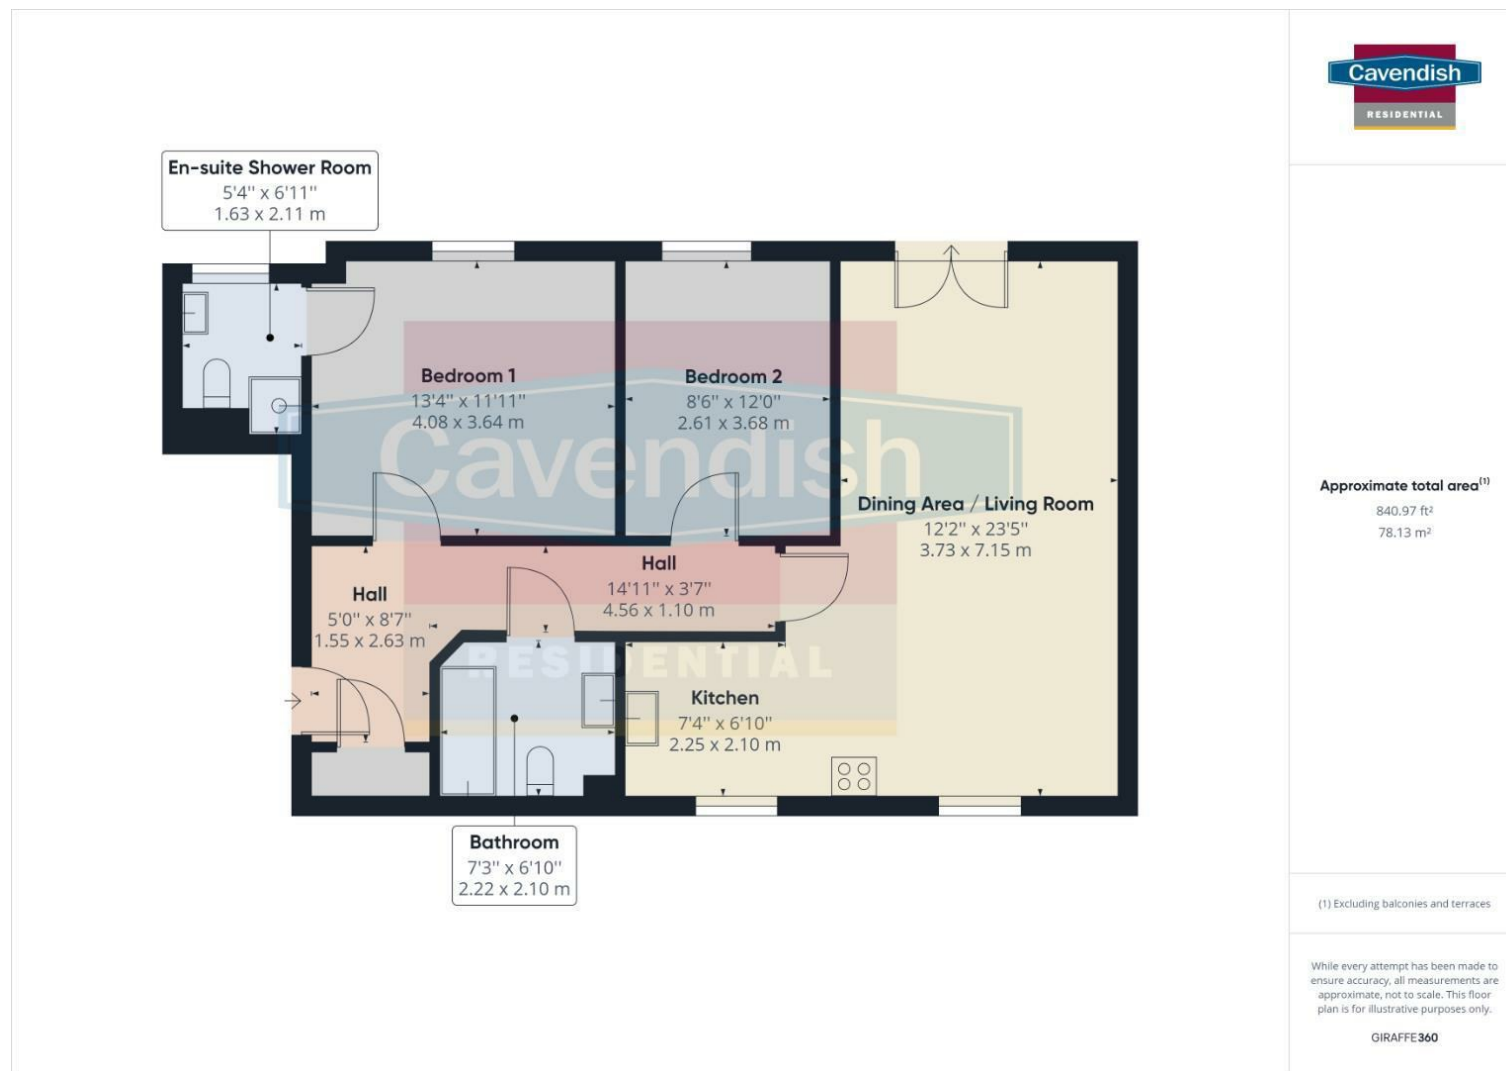 Cavendish
RESIDENTIAL
En-suite Shower Room
5'4'' x 6'11''
1.63 x 2.11 m
Bedroom 1
13'4'' x 11'11''
4.08 x 3.64 m
Bedroom 2
8'6'' x 12'0''
2.61 x 3.68 m
Cavendish
Dining Area / Living Room
12'2'' x 23'5''
3.73 x 7.15 m
Hall
14'11'' x 3'7''
4.56 x 1.10 m
Hall
5'0'' x 8'7''
1.55 x 2.63 m
RESIDENTIAL
Kitchen
7'4'' x 6'10''
2.25 x 2.10 m
Bathroom
7'3'' x 6'10''
2.22 x 2.10 m
Approximate total area⁽¹⁾
840.97 ft²
78.13 m²
(1) Excluding balconies and terraces
While every attempt has been made to
ensure accuracy, all measurements are
approximate, not to scale. This floor
plan is for illustrative purposes only.
GIRAFFE360